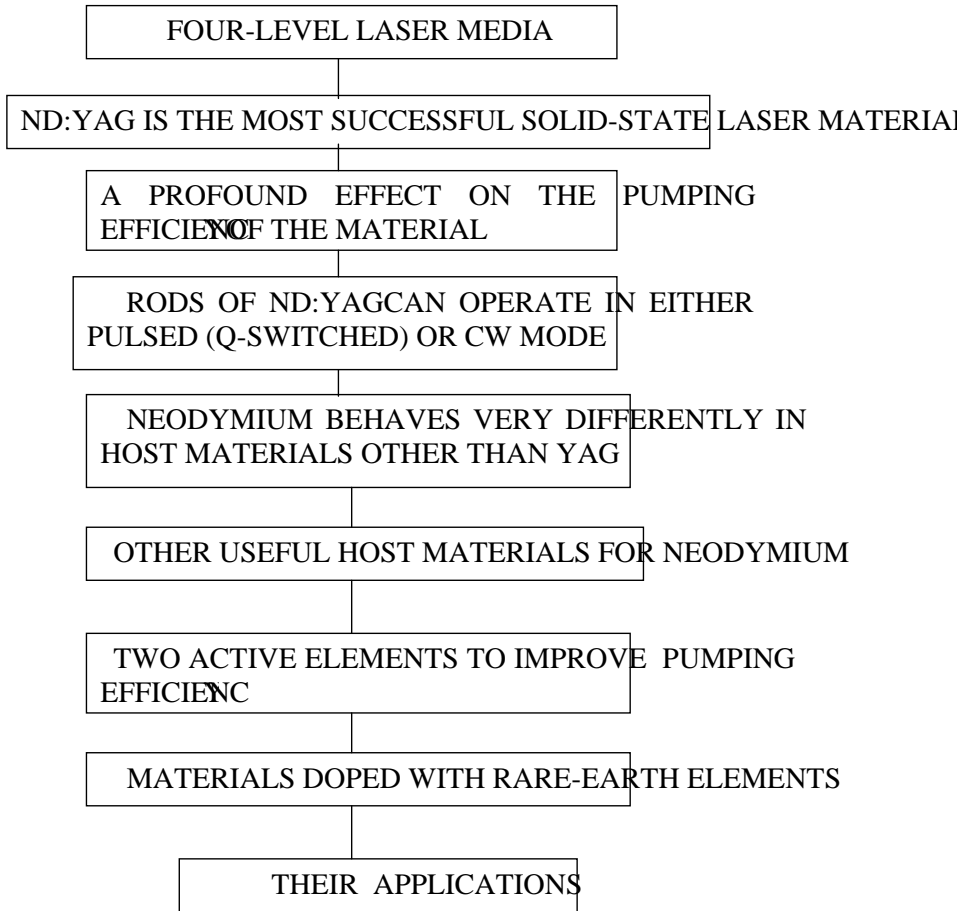 FOUR-LEVEL LASER MEDIA
ND:YAG IS THE MOST SUCCESSFUL SOLID-STATE LASER MATERIAL
A PROFOUND EFFECT ON THE PUMPING
EFFICIENCY OF THE MATERIAL
RODS OF ND:YAGCAN OPERATE IN EITHER
PULSED (Q-SWITCHED) OR CW MODE
NEODYMIUM BEHAVES VERY DIFFERENTLY IN
HOST MATERIALS OTHER THAN YAG
OTHER USEFUL HOST MATERIALS FOR NEODYMIUM
TWO ACTIVE ELEMENTS TO IMPROVE PUMPING
EFFICIENCY
MATERIALS DOPED WITH RARE-EARTH ELEMENTS
THEIR APPLICATIONS